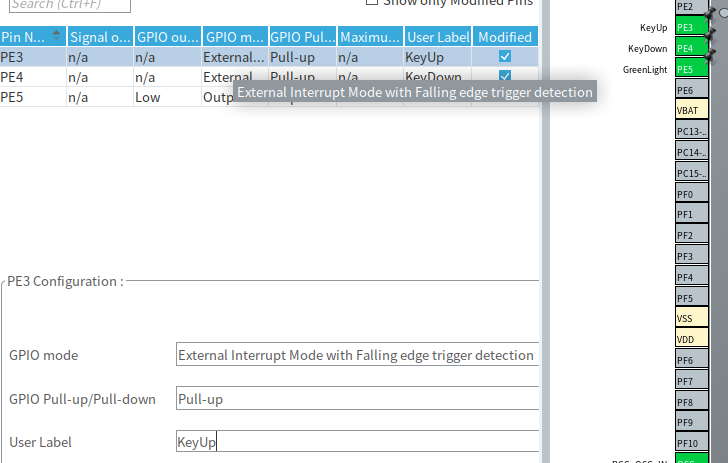 Search (Ctrl+F)
Show only Modified Pins
Pin N... Signal o... GPIO ou... GPIO m... GPIO Pul... Maximu... User Label Modified
PE3 n/a n/a External... Pull-up n/a KeyUp
PE4 n/a n/a External Pull-up n/a KeyDown
PE5 n/a Low Outp
External Interrupt Mode with Falling edge trigger detection
PE3 Configuration :
GPIO mode External Interrupt Mode with Falling edge trigger detection
GPIO Pull-up/Pull-down Pull-up
User Label KeyUp
PE2
KeyUp PE3
KeyDown PE4
GreenLight PE5
PE6
VBAT
PC13-..
PC14-..
PC15-..
PF0
PF1
PF2
PF3
PF4
PF5
VSS
VDD
PF6
PF7
PF8
PF9
PF10